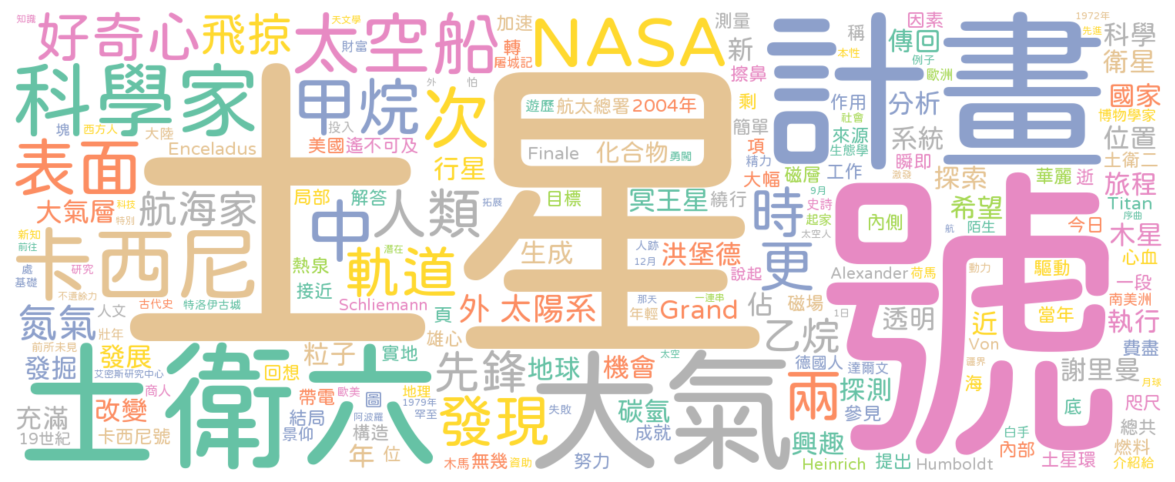 好奇心
飛掠
太空船
NASA
計畫
號
土星
科學家
甲烷
次
表面
大氣層
航海家
卡西尼
中
人類
軌道
氮氣
土衛六
大氣
發現
先鋒
時
更
兩
乙烷
外
太陽系
Grand
洪堡德
冥王星
化合物
生成
Finale
遊歷
航太總署
2004年
加速
轉
屠城記
測量
新
擦鼻
剩
簡單
項
精力
大幅
磁層
工作
作用
社會
來源
生態學
稱
本性
因素
傳回
例子
歐洲
分析
系統
瞬即
1972年
先進
科學
衛星
國家
博物學家
位置
土衛二
探索
激發
華麗
逝
旅程
Titan
序曲
希望
陌生
今日
木星
航
心血
內側
9月
史詩
起家
太空人
Alexander
荷馬
動力
驅動
一段
南美洲
透明
1日
近
當年
執行
Von
邊界
費盡
謝里曼
月球
海
咫尺
底
總共
白手
燃料
內部
土星環
介紹給
Humboldt
提出
Heinrich
興趣
參見
探測
達爾文
德國人
佔
磁場
說起
一連串
那天
年輕
12月
人跡
目標
繞行
勇闖
行星
外
怕
拓展
美國
遙不可及
投入
解答
局部
潛在
熱泉
接近
Schliemann
頁
雄心
知識
天文學
財富
塊
西方人
大陸
Enceladus
新知
前往
科技
特別
處
研究
基礎
不遺餘力
古代史
特洛伊古城
人文
壯年
前所未見
發掘
發展
艾密斯研究中心
回想
粒子
實地
商人
帶電
歐美
圖
地理
1979年
罕至
阿波羅
改變
充滿
19世紀
卡西尼號
結局
景仰
構造
年
位
木馬
無幾
資助
失敗
努力
成就
碳氫
地球
機會
太空